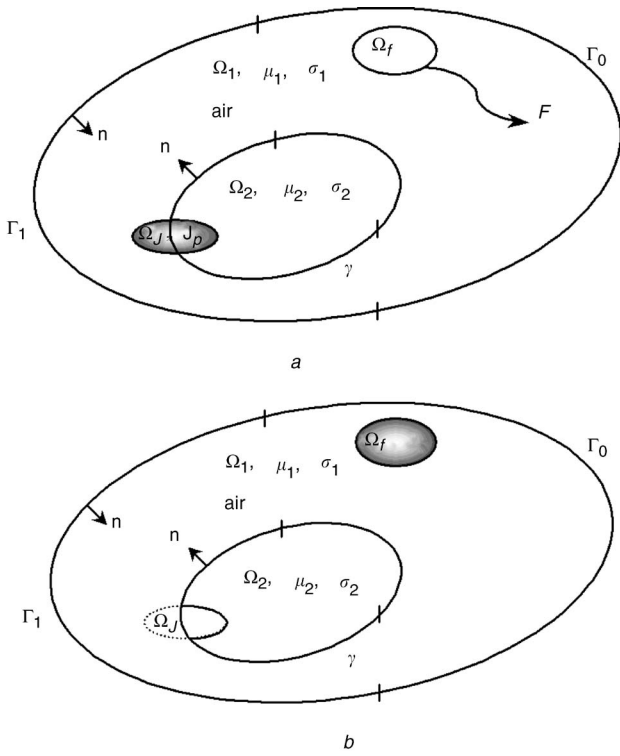 Ωf
Γ0
Ω1, μ1, σ1
air
F
n
n
Ω2, μ2, σ2
Γ1
ΩJ Jp
γ
a
Ωf
Γ0
Ω1, μ1, σ1
air
n
n
Ω2, μ2, σ2
Γ1
ΩJ
γ
b